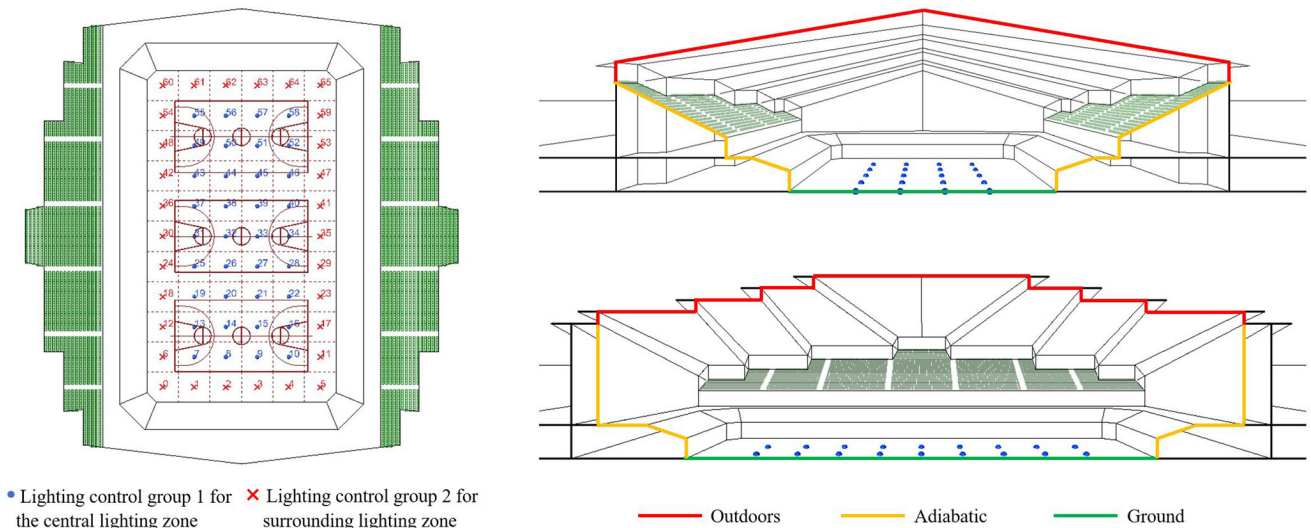 60 61 62 63 64 65
54 55 56 57 58 59
48 49 50 51 52 53
42 43 44 45 46 47
36 37 38 39 40 41
30 31 32 33 34 35
24 25 26 27 28 29
18 19 20 21 22 23
12 13 14 15 16 17
6 7 8 9 10 11
0 1 2 3 4 5
Lighting control group 1 for
the central lighting zone
Lighting control group 2 for
surrounding lighting zone
Outdoors Adiabatic Ground